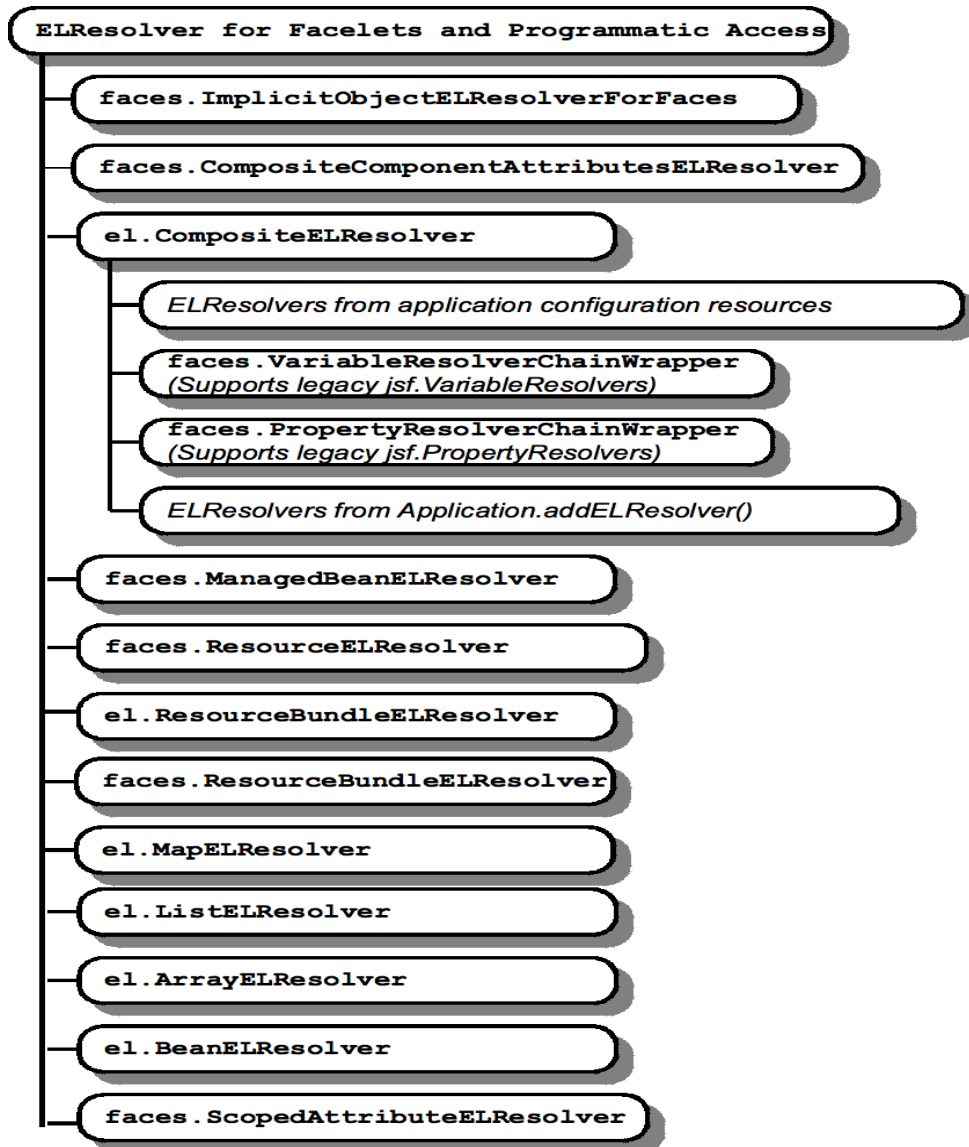 ELResolver for Facelets and Programmatic Access
faces.ImplicitObjectELResolverForFaces
faces.CompositeComponentAttributesELResolver
el.CompositeELResolver
ELResolvers from application configuration resources
faces.VariableResolverChainWrapper
(Supports legacy jsf.VariableResolvers)
faces.PropertyResolverChainWrapper
(Supports legacy jsf.PropertyResolvers)
ELResolvers from Application.addELResolver()
faces.ManagedBeanELResolver
faces.ResourceELResolver
el.ResourceBundleELResolver
faces.ResourceBundleELResolver
el.MapELResolver
el.ListELResolver
el.ArrayELResolver
el.BeanELResolver
faces.ScopedAttributeELResolver